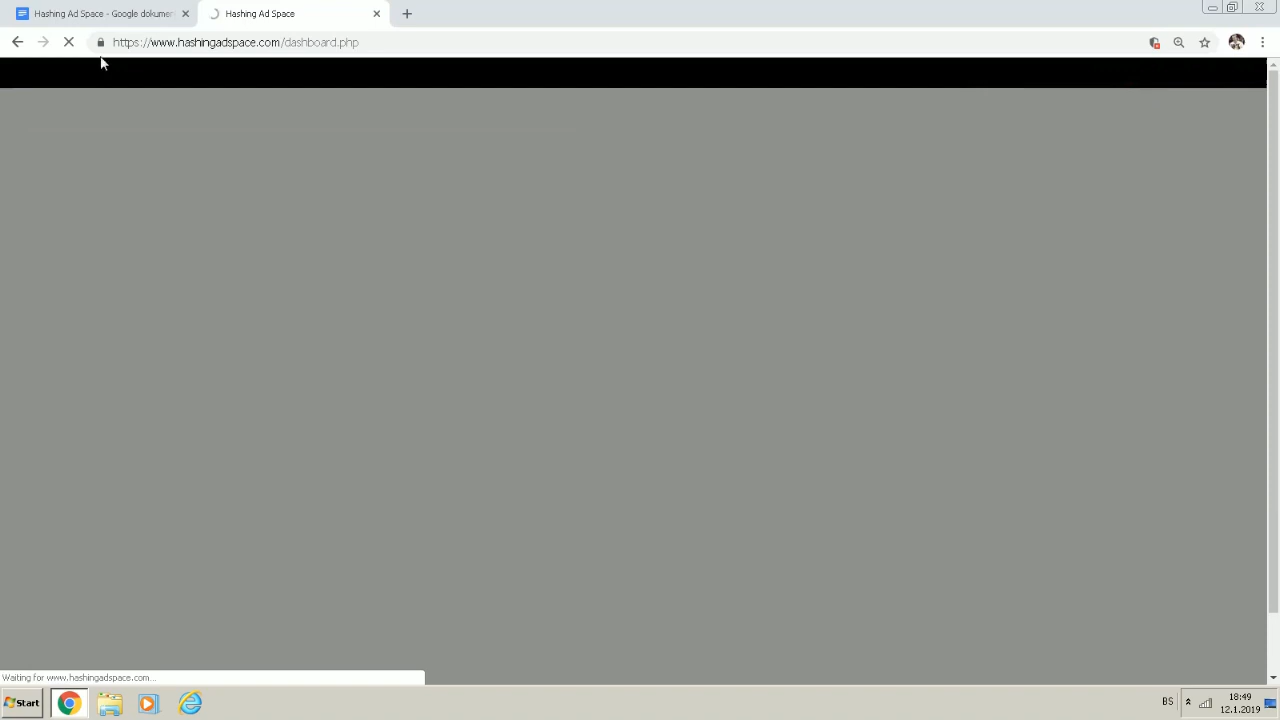 Hashing Ad Space - Google dokumen
Hashing Ad Space
https://www.hashingadspace.com/dashboard.php
Waiting for www.hashingadspace.com...
Start
BS
18:49
12.1.2019